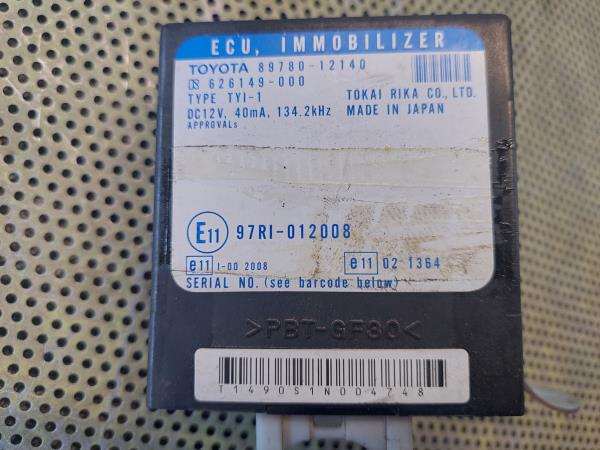 ECU, IMMOBILIZER
TOYOTA 89780-12140
S 626149-000
TYPE TYI-1 TOKAI RIKA CO., LTD.
DC12V, 40mA, 134.2kHz MADE IN JAPAN
APPROVALs
E11 97RI-012008
e11 I-00 2008 e11 02 1364
SERIAL NO. (see barcode below)
>PBT-GF30<
T1490S1N004748